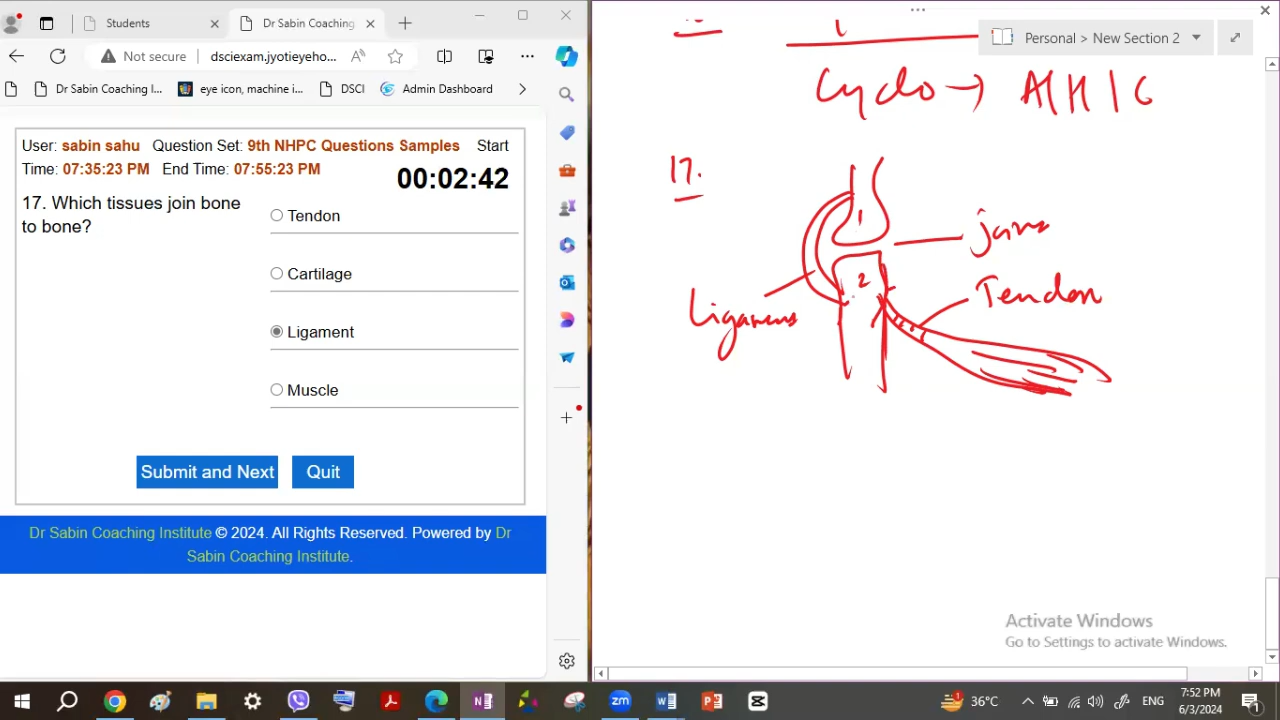 Students
Dr Sabin Coaching
Not secure
dsciexam.jyotieyeho...
Dr Sabin Coaching I...
eye icon, machine i...
DSCI
Admin Dashboard
User: sabin sahu Question Set: 9th NHPC Questions Samples Start
Time: 07:35:23 PM End Time: 07:55:23 PM
00:02:42
17. Which tissues join bone
to bone?
Tendon
Cartilage
Ligament
Muscle
Submit and Next
Quit
Dr Sabin Coaching Institute © 2024. All Rights Reserved. Powered by Dr
Sabin Coaching Institute.
Personal > New Section 2
Cyclo → A/H/C
17.
1
2
Tendon
Activate Windows
Go to Settings to activate Windows.
36°C
ENG
7:52 PM
6/3/2024